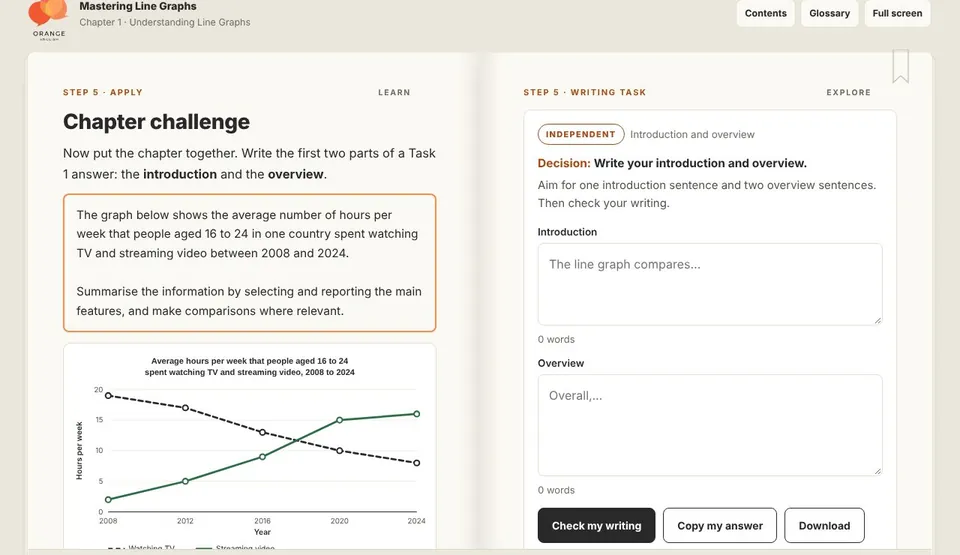 Mastering Line Graphs
Chapter 1 · Understanding Line Graphs
ORANGE
Contents
Glossary
Full screen
STEP 5 · APPLY
LEARN
Chapter challenge
Now put the chapter together. Write the first two parts of a Task
1 answer: the introduction and the overview.
The graph below shows the average number of hours per
week that people aged 16 to 24 in one country spent watching
TV and streaming video between 2008 and 2024.
Summarise the information by selecting and reporting the main
features, and make comparisons where relevant.
Average hours per week that people aged 16 to 24
spent watching TV and streaming video, 2008 to 2024
Hours per week
20
15
10
5
0
2008
2012
2016
2020
2024
Year
Watching TV
Streaming video
STEP 5 · WRITING TASK
EXPLORE
INDEPENDENT
Introduction and overview
Decision: Write your introduction and overview.
Aim for one introduction sentence and two overview sentences.
Then check your writing.
Introduction
The line graph compares...
0 words
Overview
Overall,...
0 words
Check my writing
Copy my answer
Download